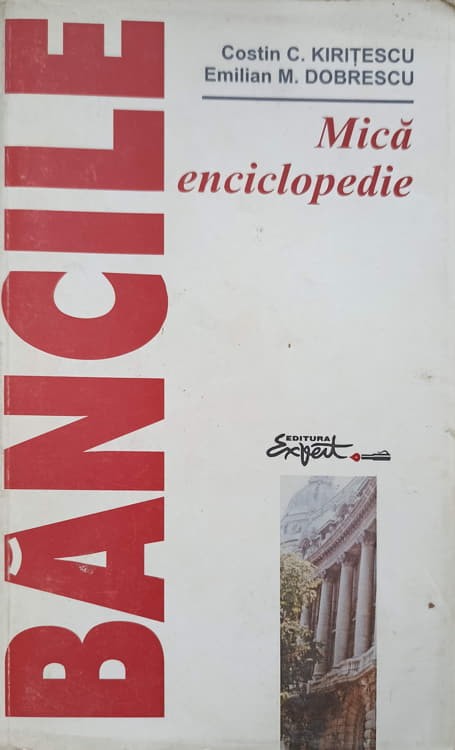 Costin C. KIRIȚESCU
Emilian M. DOBRESCU
Mică
enciclopedie
BĂNCILE
EDITURA
Expert